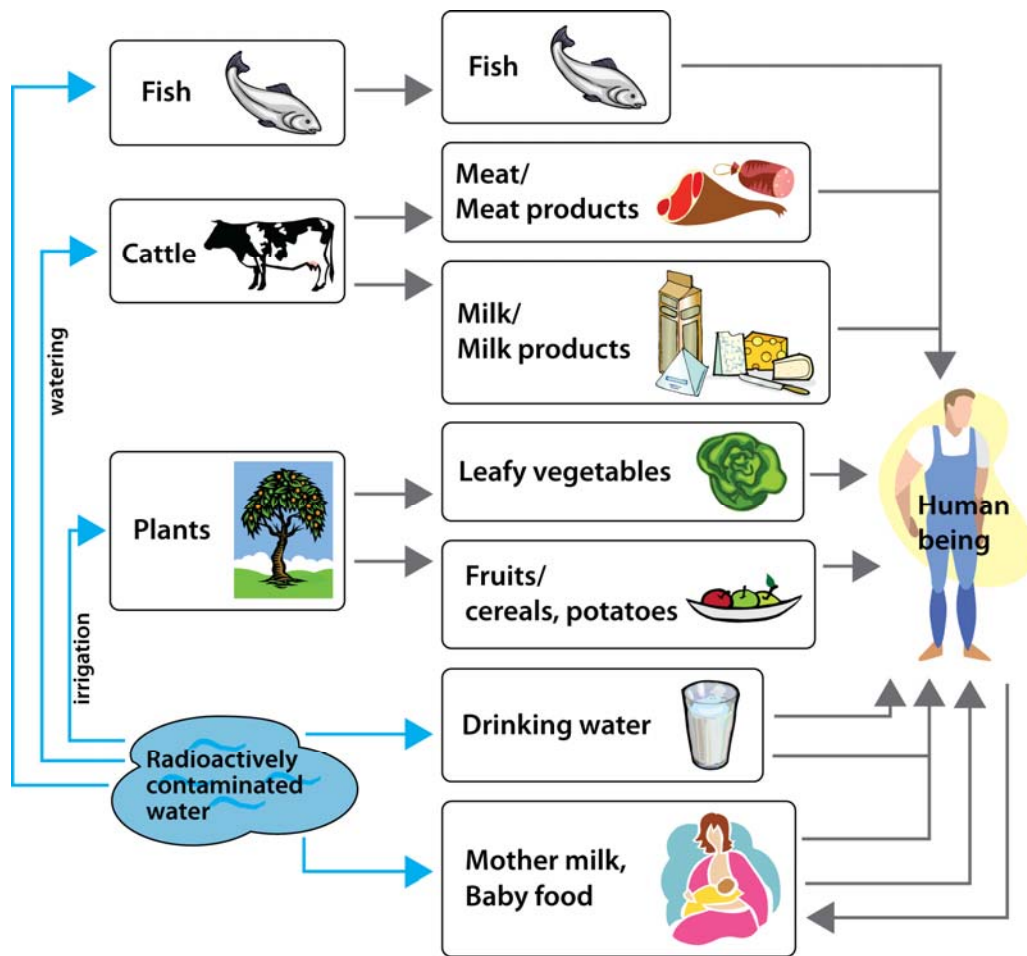 Fish
Fish
Meat/
Meat products
Cattle
Milk/
Milk products
watering
Leafy vegetables
Plants
Human
being
Fruits/
cereals, potatoes
irrigation
Drinking water
Radioactively
contaminated
water
Mother milk,
Baby food